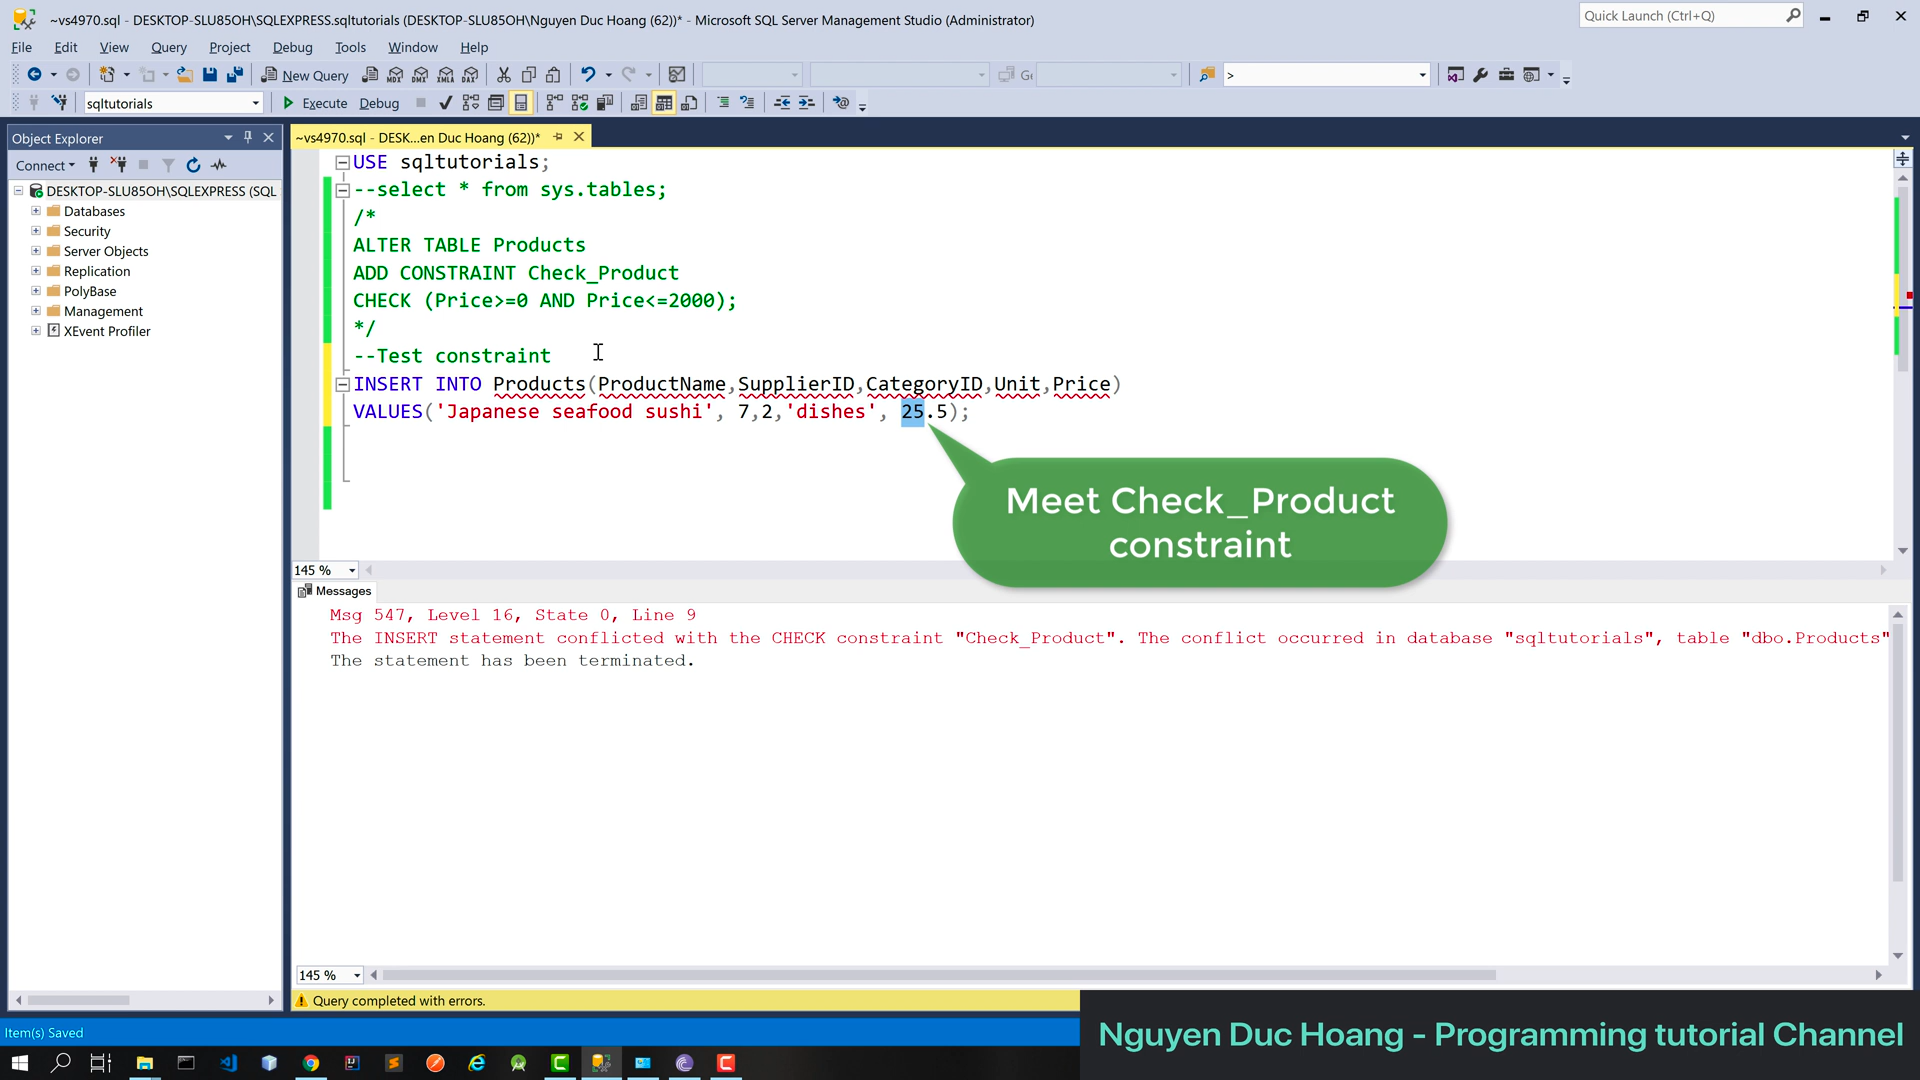 ~vs4970.sql - DESKTOP-SLU85OH\SQLEXPRESS.sqltutorials (DESKTOP-SLU85OH\Nguyen Duc Hoang (62))* - Microsoft SQL Server Management Studio (Administrator)
Quick Launch (Ctrl+Q)
File Edit View Query Project Debug Tools Window Help
New Query
MDX DMX XMLA DAX
>
sqltutorials
Execute Debug
Object Explorer
~vs4970.sql - DESK...en Duc Hoang (62))*
Connect
DESKTOP-SLU85OH\SQLEXPRESS (SQL
Databases
Security
Server Objects
Replication
PolyBase
Management
XEvent Profiler
USE sqltutorials;
--select * from sys.tables;
/*
ALTER TABLE Products
ADD CONSTRAINT Check_Product
CHECK (Price>=0 AND Price<=2000);
*/
--Test constraint
INSERT INTO Products(ProductName,SupplierID,CategoryID,Unit,Price)
VALUES('Japanese seafood sushi', 7,2,'dishes', 25.5);
Meet Check_Product
constraint
145 %
Messages
Msg 547, Level 16, State 0, Line 9
The INSERT statement conflicted with the CHECK constraint "Check_Product". The conflict occurred in database "sqltutorials", table "dbo.Products"
The statement has been terminated.
145 %
Query completed with errors.
Item(s) Saved
Nguyen Duc Hoang - Programming tutorial Channel